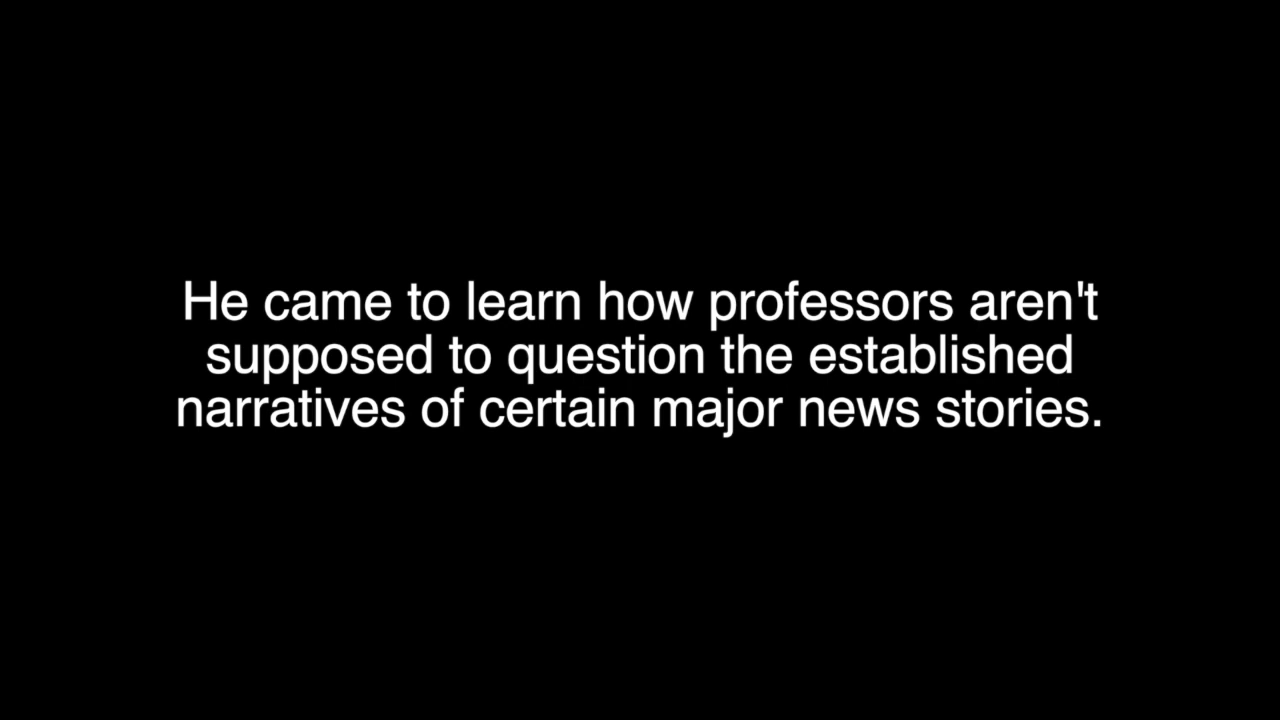 He came to learn how professors aren't
supposed to question the established
narratives of certain major news stories.